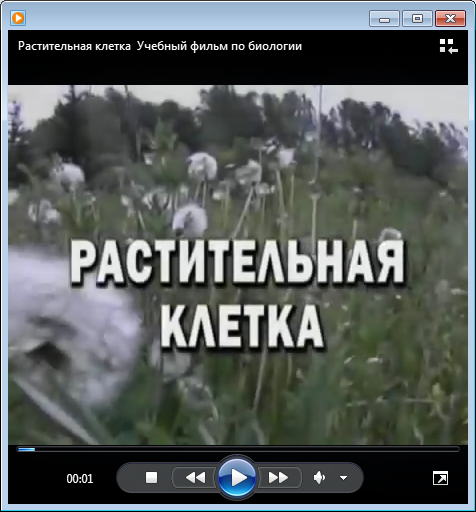 Растительная клетка Учебный фильм по биологии
РАСТИТЕЛЬНАЯ
КЛЕТКА
00:01